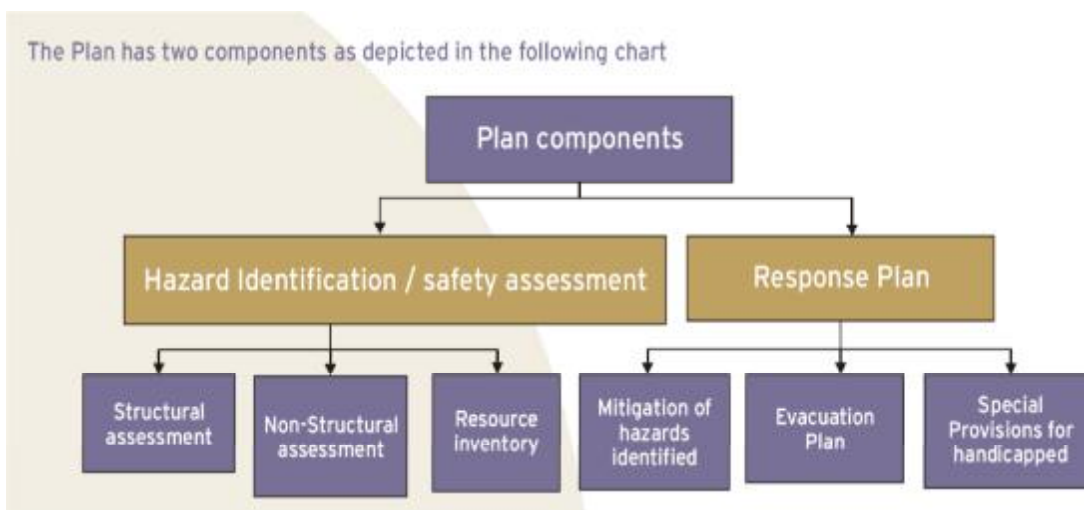 The Plan has two components as depicted in the following chart
Plan components
Hazard Identification / safety assessment
Response Plan
Structural
assessment
Non-Structural
assessment
Resource
inventory
Mitigation of
hazards
identified
Evacuation
Plan
Special
Provisions for
handicapped